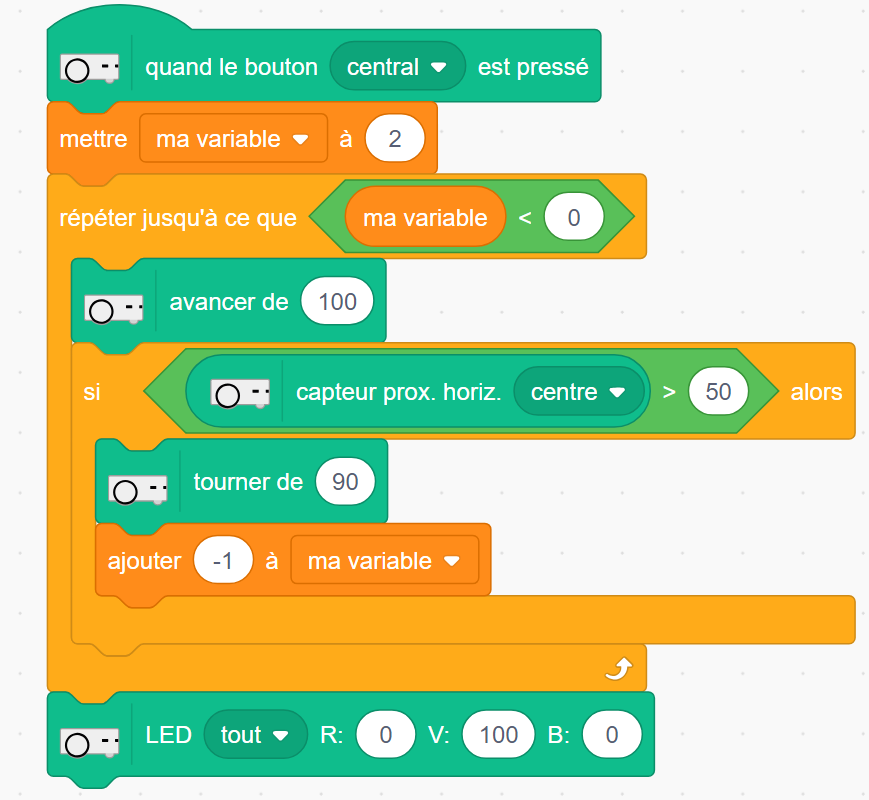 quand le bouton central est pressé
mettre ma variable à 2
répéter jusqu'à ce que ma variable < 0
avancer de 100
si capteur prox. horiz. centre > 50 alors
tourner de 90
ajouter -1 à ma variable
LED tout R: 0 V: 100 B: 0